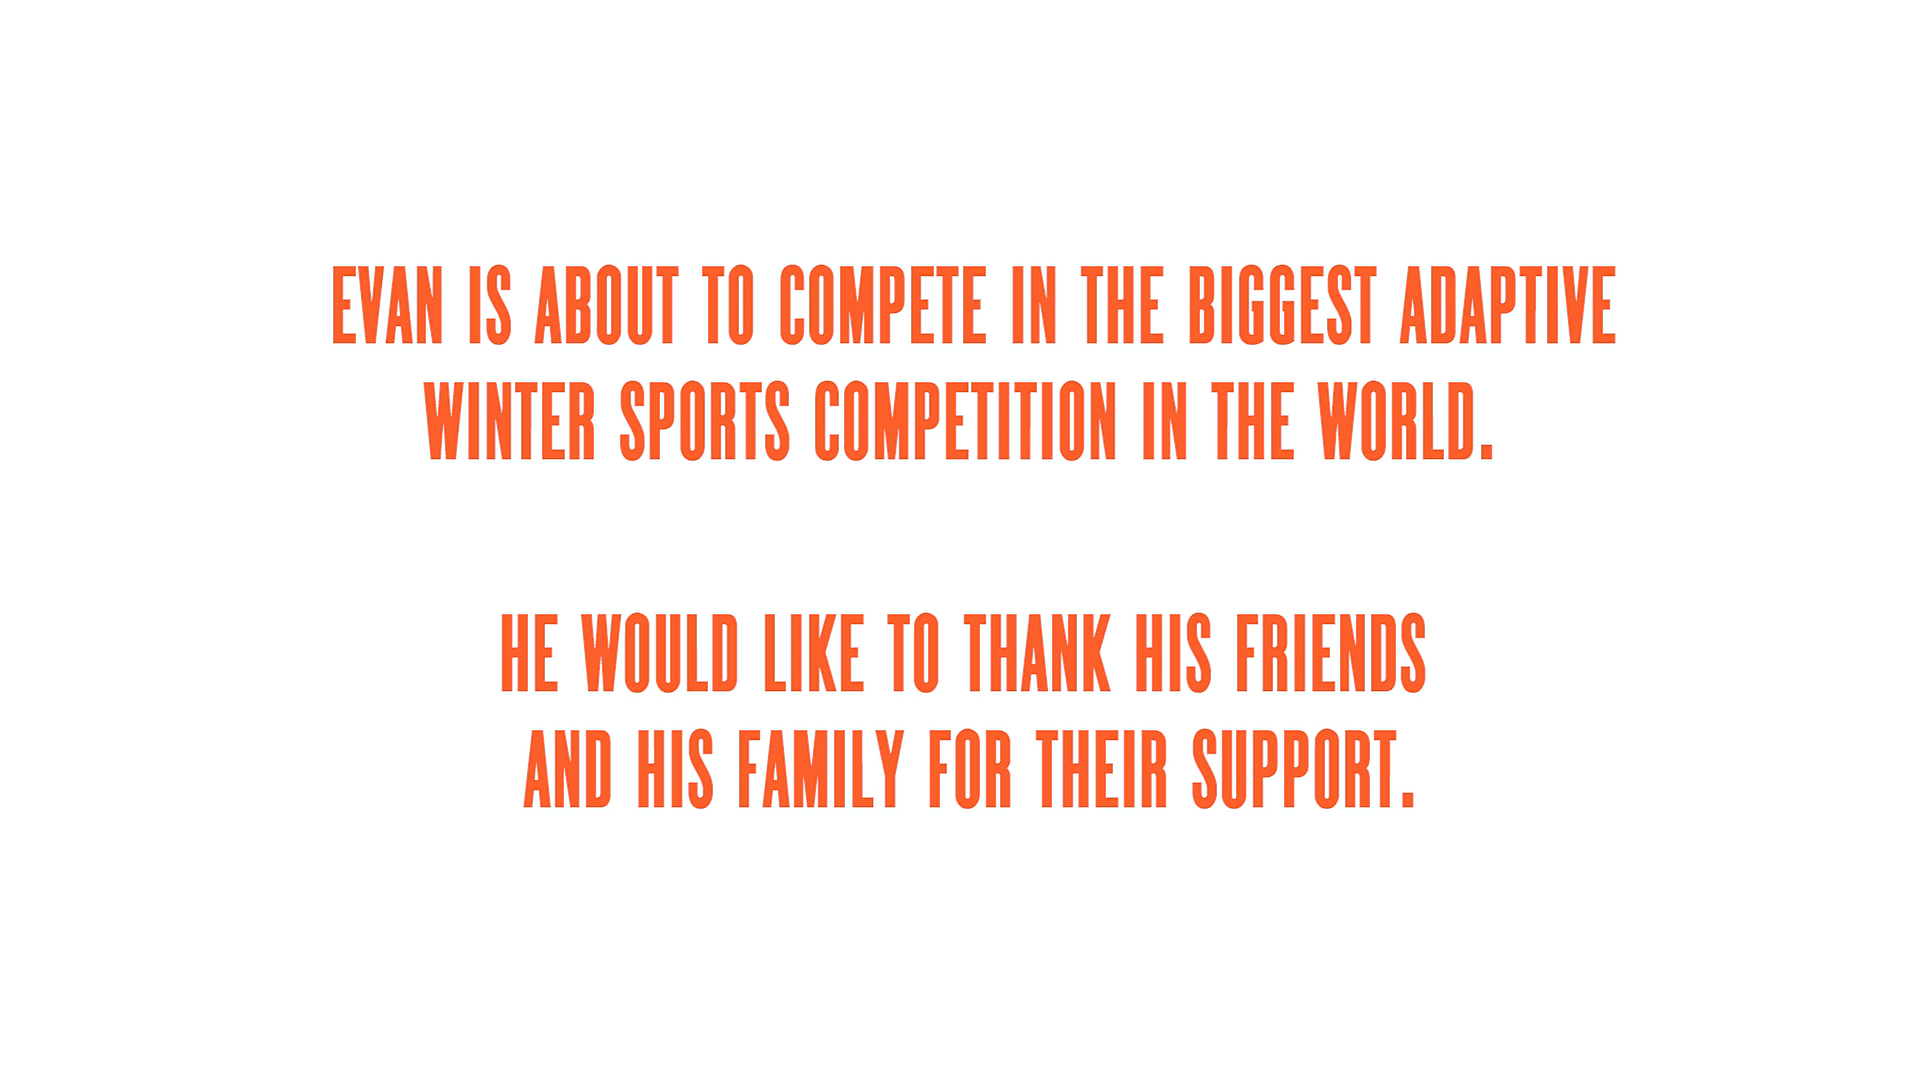 EVAN IS ABOUT TO COMPETE IN THE BIGGEST ADAPTIVE
WINTER SPORTS COMPETITION IN THE WORLD.
HE WOULD LIKE TO THANK HIS FRIENDS
AND HIS FAMILY FOR THEIR SUPPORT.